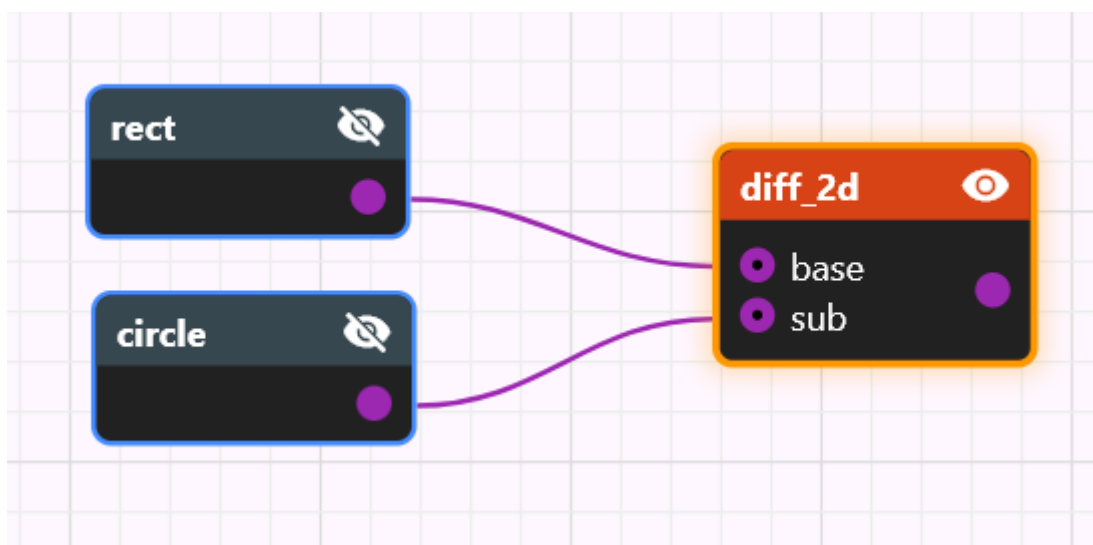 rect
circle
diff_2d
base
sub